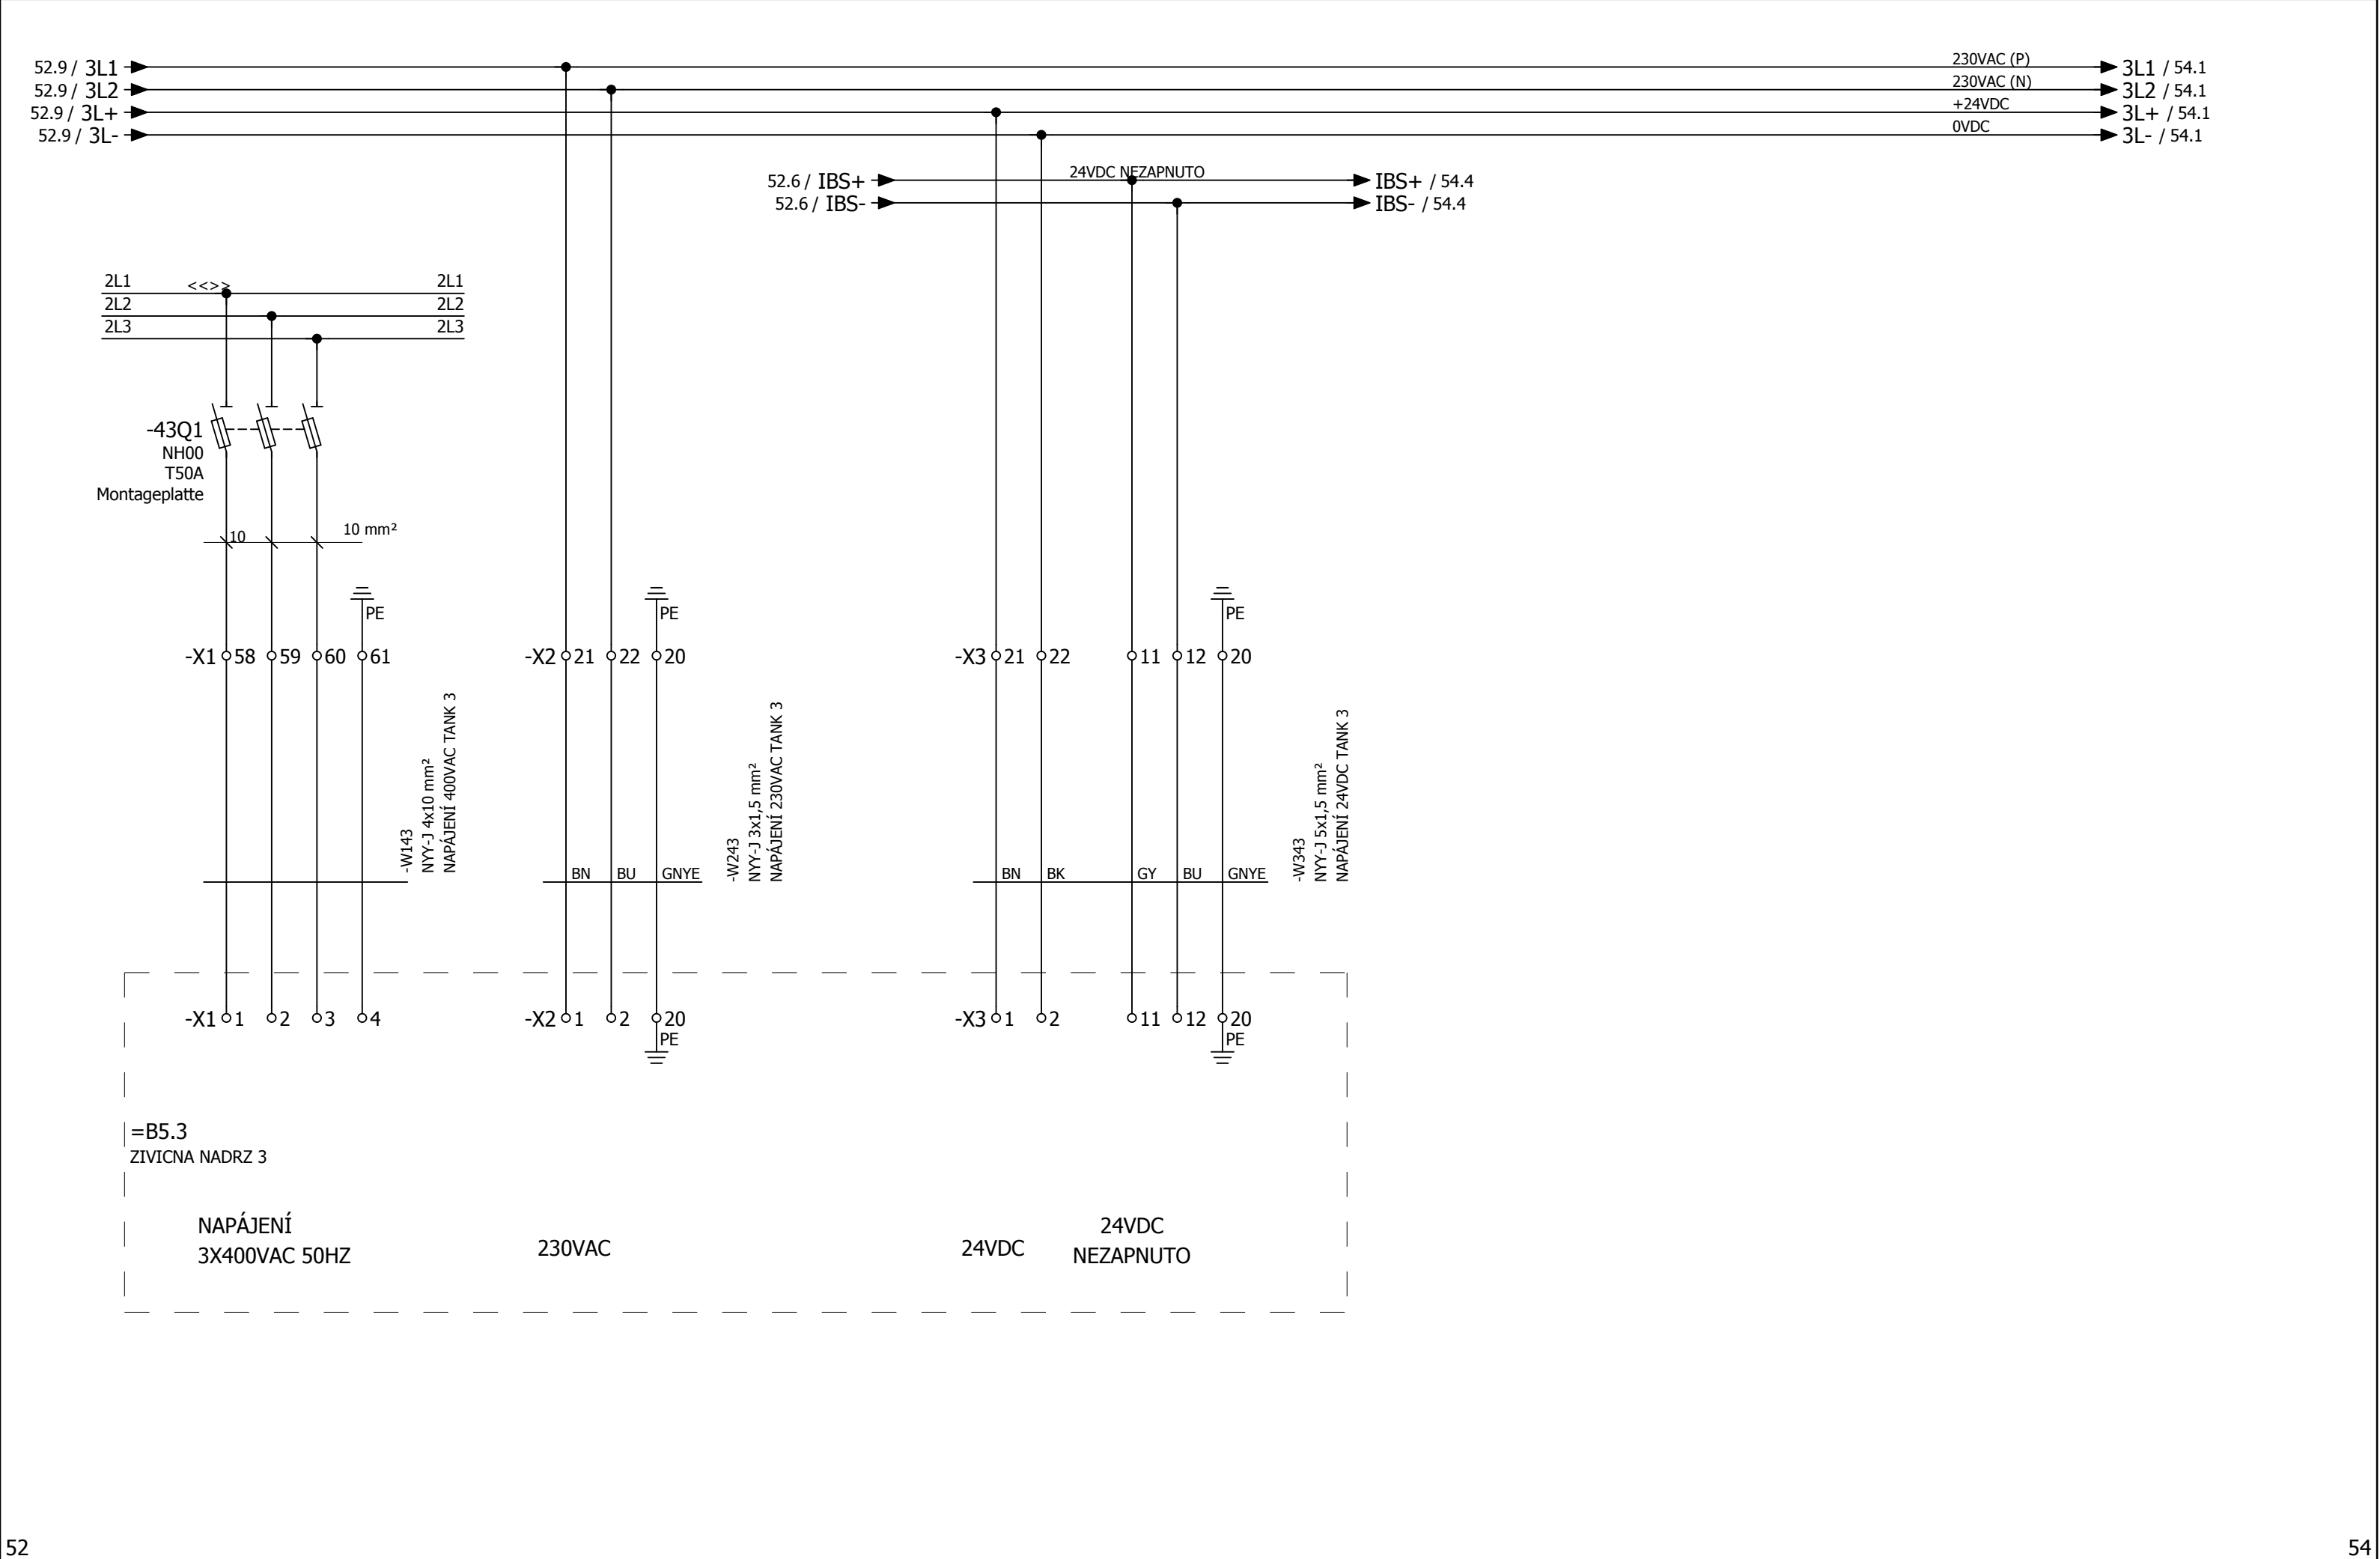 52.9 / 3L1
230VAC (P)
3L1 / 54.1
52.9 / 3L2
230VAC (N)
3L2 / 54.1
52.9 / 3L+
+24VDC
3L+ / 54.1
52.9 / 3L-
0VDC
3L- / 54.1
52.6 / IBS+
24VDC NEZAPNUTO
IBS+ / 54.4
52.6 / IBS-
IBS- / 54.4
2L1 <<>> 2L1
2L2 2L2
2L3 2L3
-43Q1
NH00
T50A
Montageplatte
10
10 mm²
PE
PE
PE
-X1 58 59 60 61
-X2 21 22 20
-X3 21 22 11 12 20
-W143
NYY-J 4x10 mm²
NAPÁJENÍ 400VAC TANK 3
-W243
NYY-J 3x1,5 mm²
NAPÁJENÍ 230VAC TANK 3
-W343
NYY-J 5x1,5 mm²
NAPÁJENÍ 24VDC TANK 3
BN BU GNYE
BN BK GY BU GNYE
-X1 1 2 3 4
-X2 1 2 20
-X3 1 2 11 12 20
PE
PE
=B5.3
ZIVICNA NADRZ 3
NAPÁJENÍ
3X400VAC 50HZ
230VAC
24VDC
24VDC
NEZAPNUTO
52
54